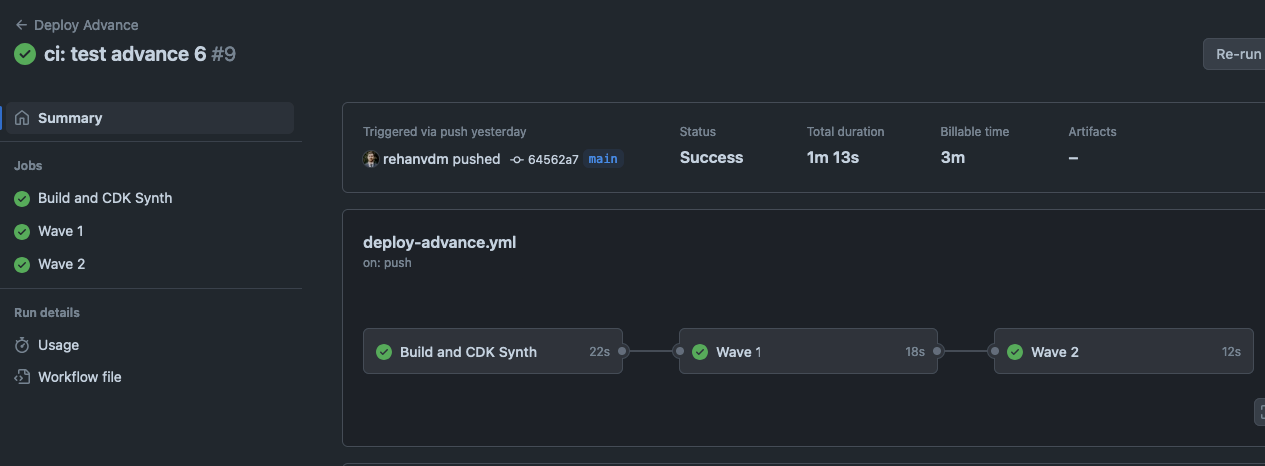 Deploy Advance
ci: test advance 6 #9
Re-run
Summary
Jobs
Build and CDK Synth
Wave 1
Wave 2
Run details
Usage
Workflow file
Triggered via push yesterday
rehanvdm pushed 64562a7 main
Status
Success
Total duration
1m 13s
Billable time
3m
Artifacts
–
deploy-advance.yml
on: push
Build and CDK Synth 22s
Wave 1 18s
Wave 2 12s